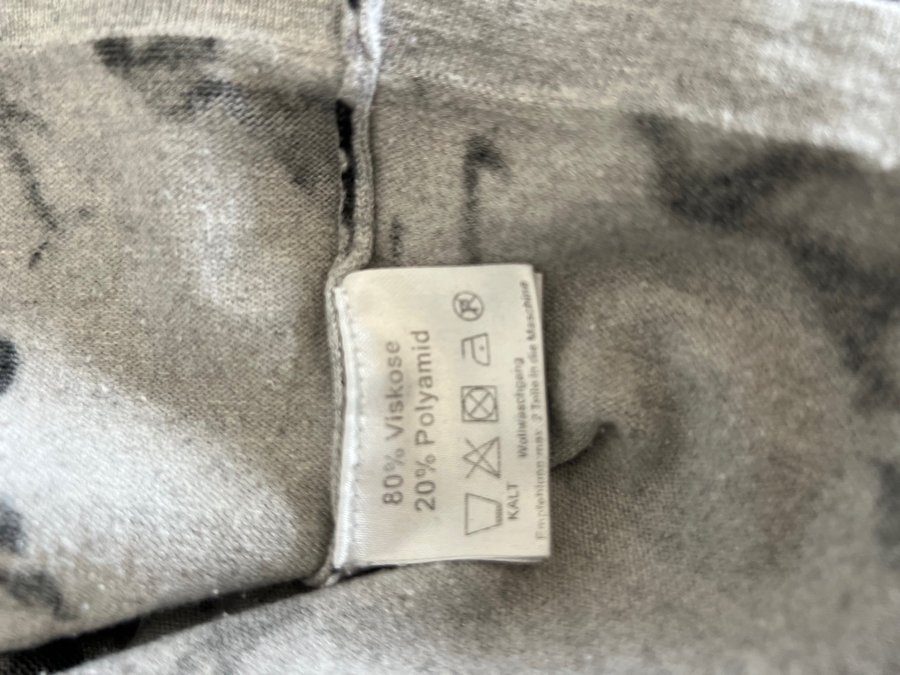 80% Viskose
20% Polyamid
KALT
Wollwaschgang
Empfehlung max. 2 Teile in die Maschine